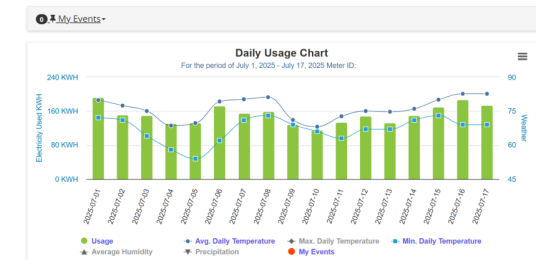 0 My Events
Daily Usage Chart
For the period of July 1, 2025 - July 17, 2025 Meter ID:
240 KWH
160 KWH
80 KWH
0 KWH
Electricity Used KWH
90
75
60
45
Weather
2025-07-01
2025-07-02
2025-07-03
2025-07-04
2025-07-05
2025-07-06
2025-07-07
2025-07-08
2025-07-09
2025-07-10
2025-07-11
2025-07-12
2025-07-13
2025-07-14
2025-07-15
2025-07-16
2025-07-17
Usage Avg. Daily Temperature Max. Daily Temperature Min. Daily Temperature
Average Humidity Precipitation My Events